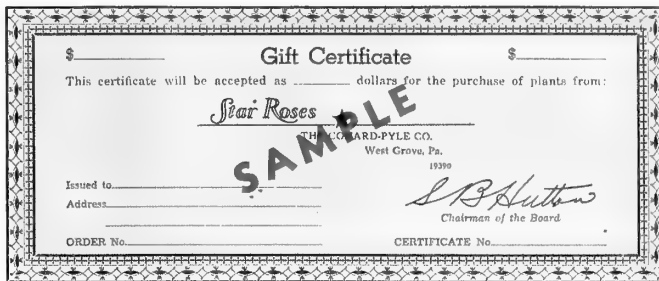 $ Gift Certificate $
This certificate will be accepted as dollars for the purchase of plants from:
Star Roses
THE CONARD-PYLE CO.
West Grove, Pa.
19390
SAMPLE
Issued to
S B Hutton
Address
Chairman of the Board
ORDER No. CERTIFICATE No.